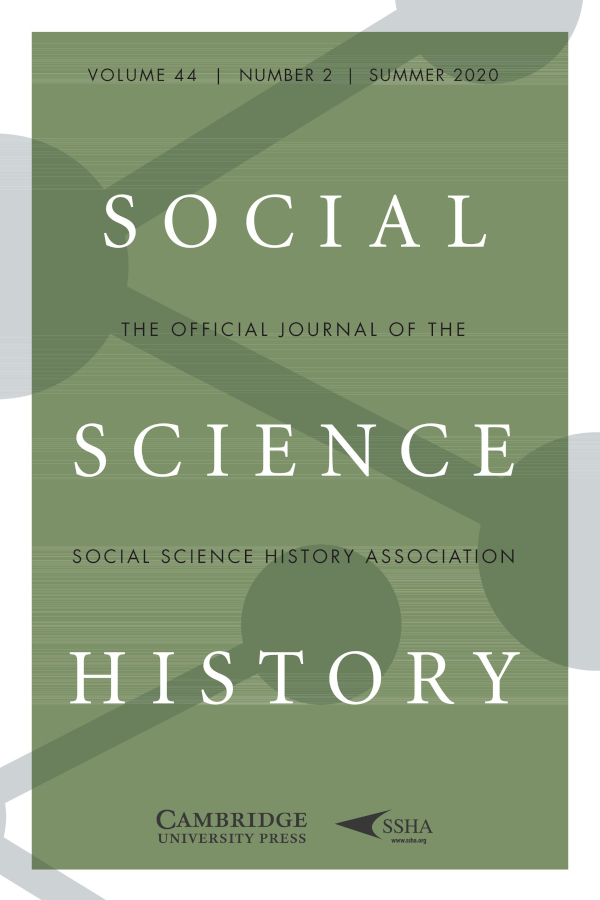 VOLUME 44 | NUMBER 2 | SUMMER 2020
SOCIAL
THE OFFICIAL JOURNAL OF THE
SCIENCE
SOCIAL SCIENCE HISTORY ASSOCIATION
HISTORY
CAMBRIDGE
UNIVERSITY PRESS
SSHA
www.ssha.org